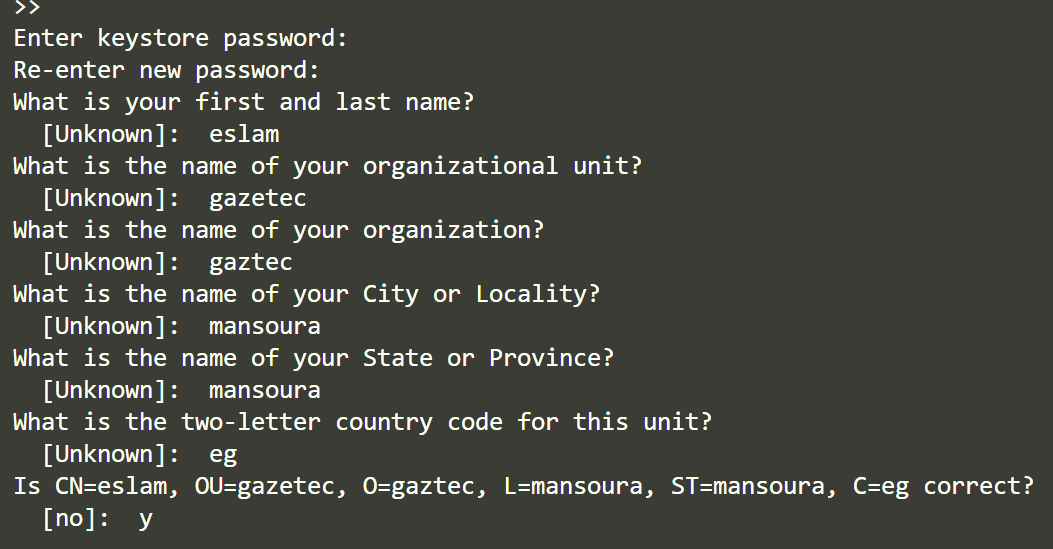 >>
Enter keystore password:
Re-enter new password:
What is your first and last name?
  [Unknown]:  eslam
What is the name of your organizational unit?
  [Unknown]:  gazetec
What is the name of your organization?
  [Unknown]:  gaztec
What is the name of your City or Locality?
  [Unknown]:  mansoura
What is the name of your State or Province?
  [Unknown]:  mansoura
What is the two-letter country code for this unit?
  [Unknown]:  eg
Is CN=eslam, OU=gazetec, O=gaztec, L=mansoura, ST=mansoura, C=eg correct?
  [no]:  y